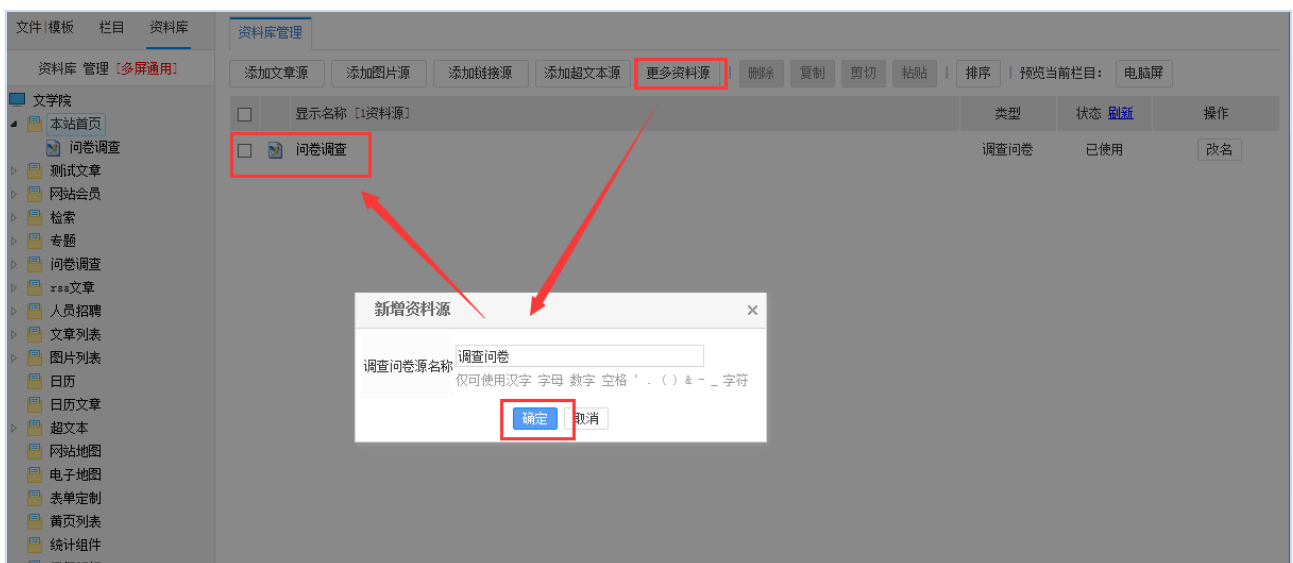 文件|模板 栏目 资料库
资料库 管理 [多屏通用]
文学院
本站首页
问卷调查
测试文章
网站会员
检索
专题
问卷调查
rss文章
人员招聘
文章列表
图片列表
日历
日历文章
超文本
网站地图
电子地图
表单定制
黄页列表
统计组件
资料库管理
添加文章源 添加图片源 添加链接源 添加超文本源 更多资料源 | 删除 复制 剪切 粘贴 | 排序 | 预览当前栏目: 电脑屏
显示名称 [1资料源] 类型 状态 刷新 操作
问卷调查 调查问卷 已使用 改名
新增资料源 ×
调查问卷源名称 调查问卷
仅可使用汉字 字母 数字 空格 ' . ( ) & - _ 字符
确定 取消